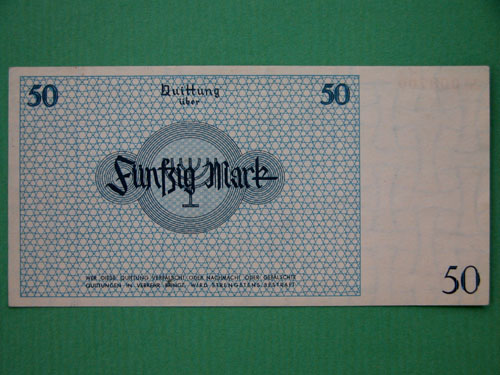 50 Quittung 50
über
Fünfzig Mark
WER DIESE QUITTUNG VERFÄLSCHT ODER NACHMACHT ODER GEFÄLSCHTE
QUITTUNGEN IN VERKEHR BRINGT, WIRD STRENGSTENS BESTRAFT
50